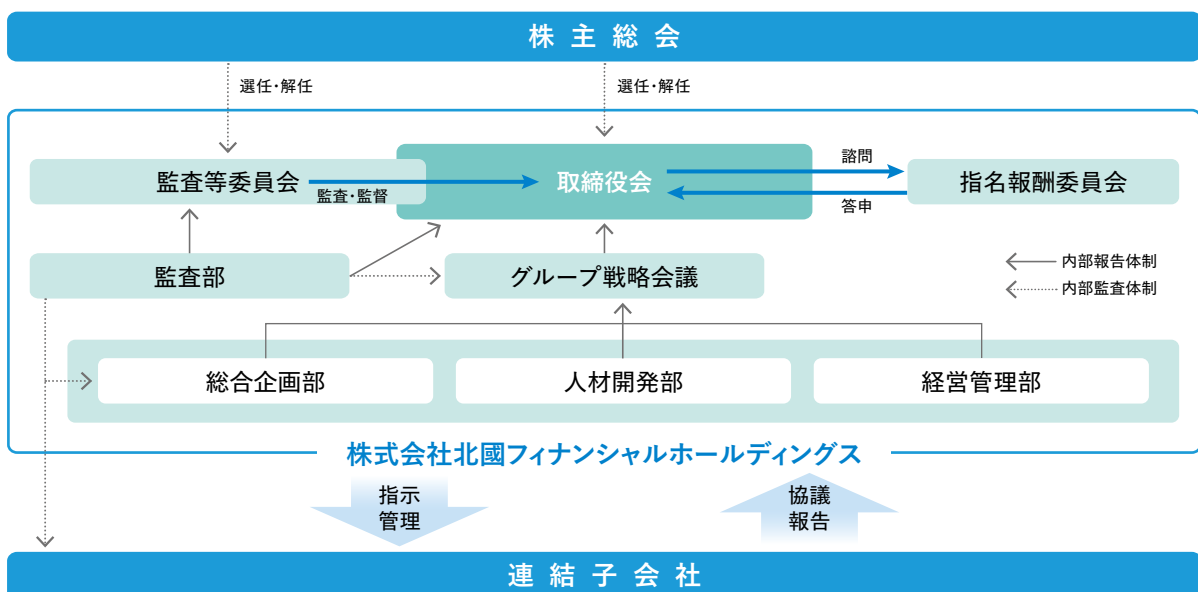 株主総会
選任・解任
選任・解任
監査等委員会
監査・監督
取締役会
諮問
答申
指名報酬委員会
監査部
グループ戦略会議
内部報告体制
内部監査体制
総合企画部
人材開発部
経営管理部
株式会社北國フィナンシャルホールディングス
指示
管理
協議
報告
連結子会社